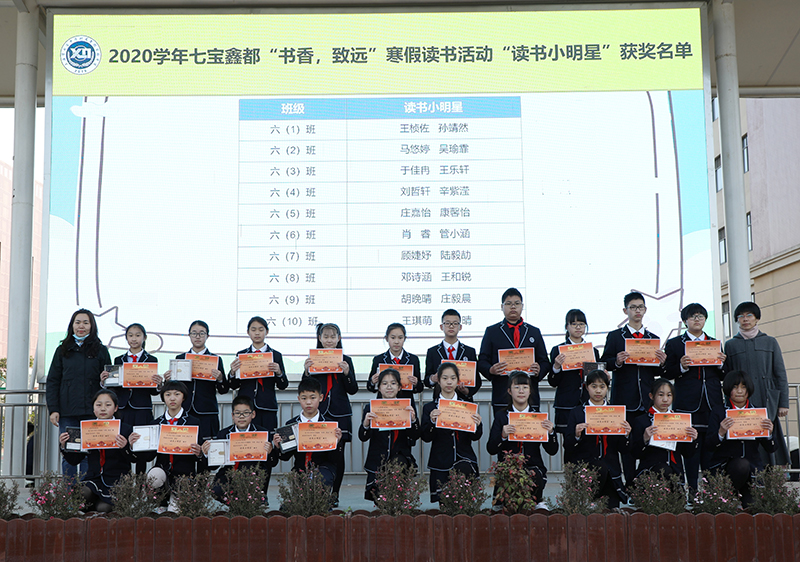 2020学年七宝鑫都“书香，致远”寒假读书活动“读书小明星”获奖名单
班级 读书小明星
六（1）班 王桢佐 孙靖然
六（2）班 马悠婷 吴瑜霏
六（3）班 于佳冉 王乐轩
六（4）班 刘哲轩 辛紫滢
六（5）班 庄嘉怡 康馨怡
六（6）班 肖 睿 管小涵
六（7）班 顾婕妤 陆毅劼
六（8）班 邓诗涵 王和锐
六（9）班 胡晚晴 庄毅晨
六（10）班 王琪萌 晴